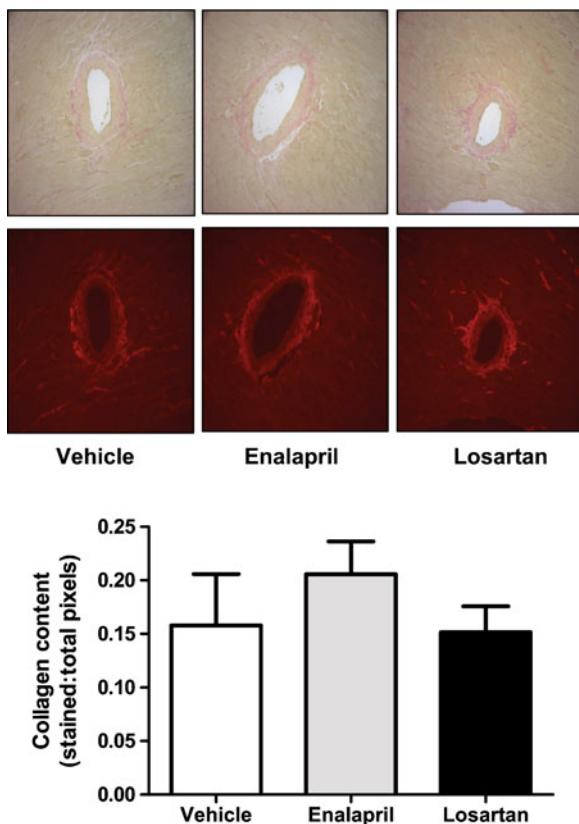 Vehicle Enalapril Losartan
Collagen content
(stained:total pixels)
0.25
0.20
0.15
0.10
0.05
0.00
Vehicle Enalapril Losartan